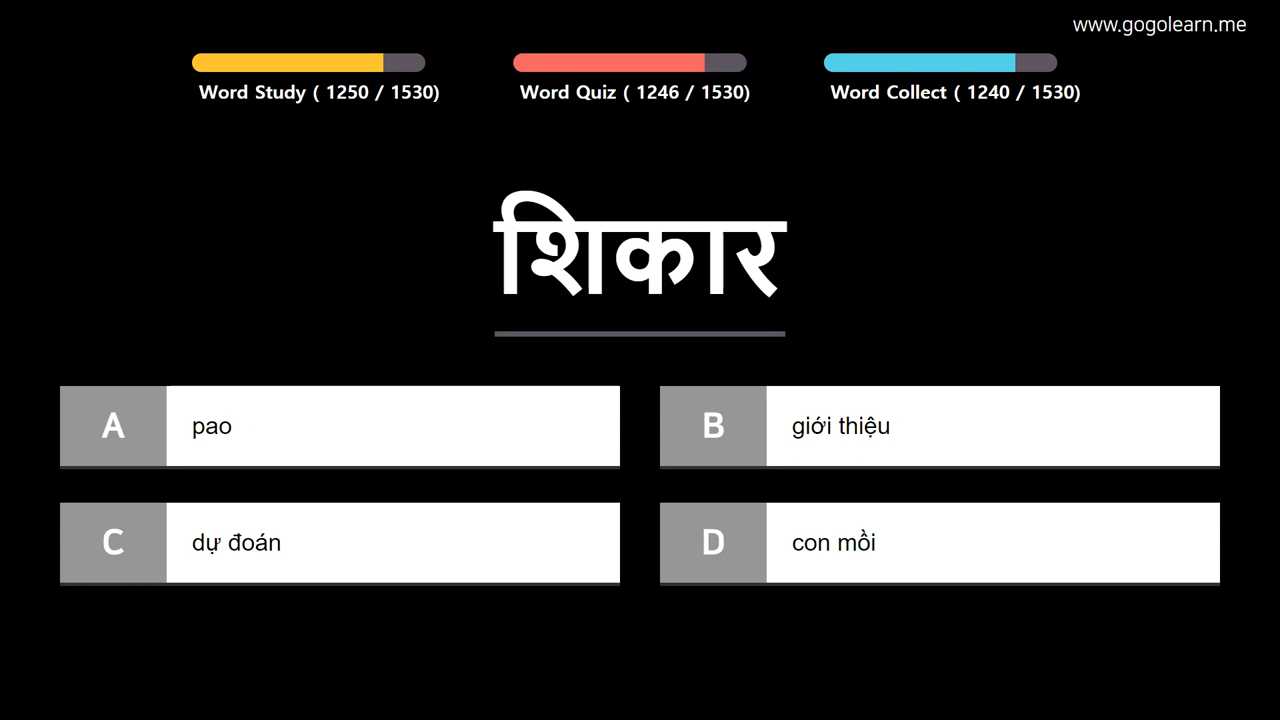 www.gogolearn.me
Word Study ( 1250 / 1530)
Word Quiz ( 1246 / 1530)
Word Collect ( 1240 / 1530)
शिकार
A pao
B giới thiệu
C dự đoán
D con mồi